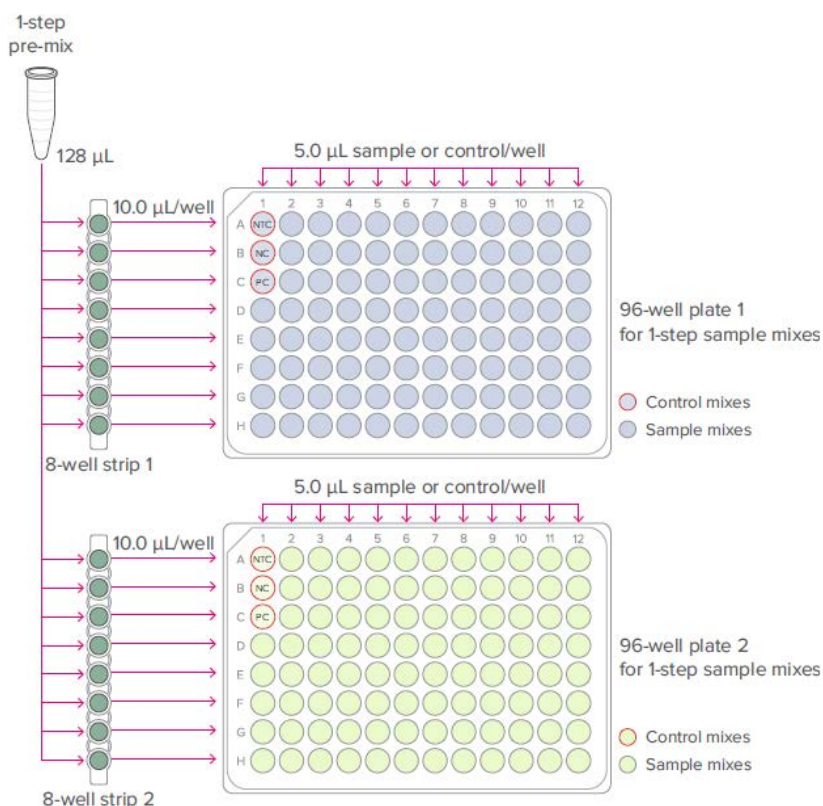 1-step
pre-mix
128 µL
5.0 µL sample or control/well
10.0 µL/well
1 2 3 4 5 6 7 8 9 10 11 12
A NTC
B NC
C PC
D
E
F
G
H
96-well plate 1
for 1-step sample mixes
Control mixes
Sample mixes
8-well strip 1
5.0 µL sample or control/well
10.0 µL/well
1 2 3 4 5 6 7 8 9 10 11 12
A NTC
B NC
C PC
D
E
F
G
H
96-well plate 2
for 1-step sample mixes
Control mixes
Sample mixes
8-well strip 2